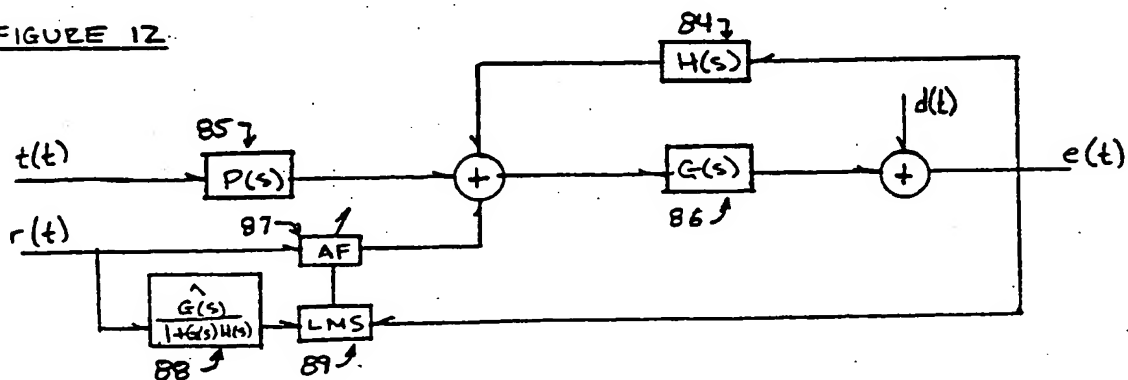 FIGURE 12
84
H(s)
d(t)
85
t(t)
P(s)
+
G(s)
+
e(t)
86
87
r(t)
AF
^
G(s)
1+G(s)H(s)
LMS
88
89